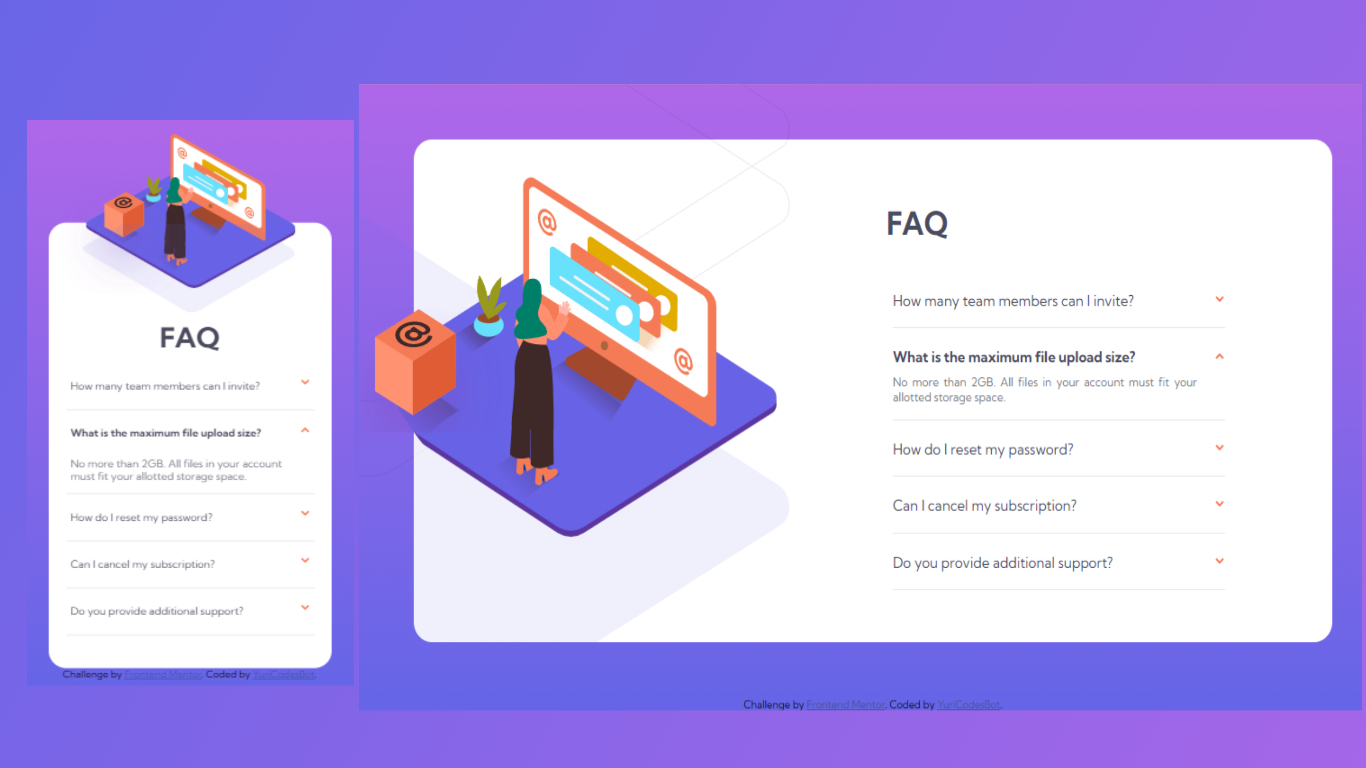 @
@
@
FAQ
How many team members can I invite?
What is the maximum file upload size?
No more than 2GB. All files in your account
must fit your allotted storage space.
How do I reset my password?
Can I cancel my subscription?
Do you provide additional support?
Challenge by Frontend Mentor. Coded by YuriCodesBot.
@
@
@
FAQ
How many team members can I invite?
What is the maximum file upload size?
No more than 2GB. All files in your account must fit your
allotted storage space.
How do I reset my password?
Can I cancel my subscription?
Do you provide additional support?
Challenge by Frontend Mentor. Coded by YuriCodesBot.